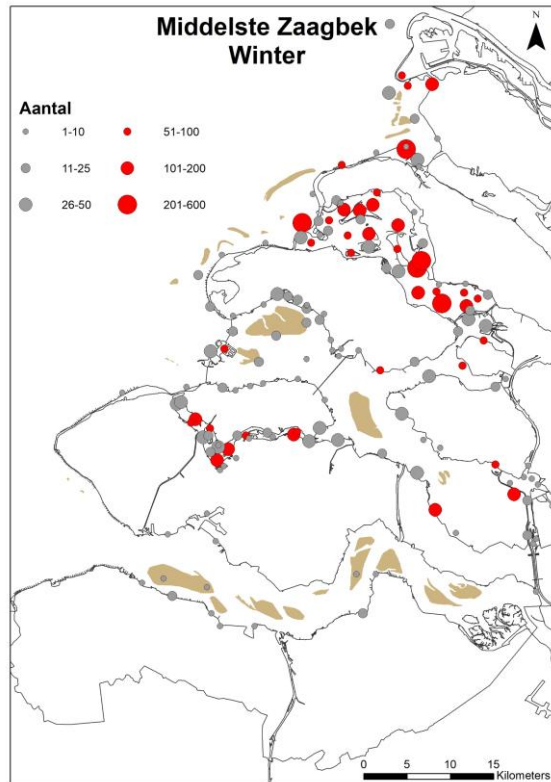 Middelste Zaagbek
Winter
N
Aantal
1-10 51-100
11-25 101-200
26-50 201-600
0 5 10 15
Kilometers